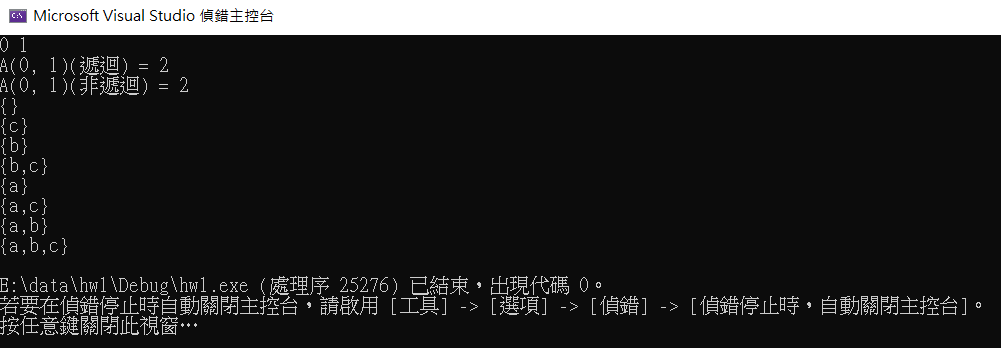 Microsoft Visual Studio 偵錯主控台
0 1
A(0, 1)(遞迴) = 2
A(0, 1)(非遞迴) = 2
{}
{c}
{b}
{b,c}
{a}
{a,c}
{a,b}
{a,b,c}
E:\data\hw1\Debug\hw1.exe (處理序 25276) 已結束，出現代碼 0。
若要在偵錯停止時自動關閉主控台，請啟用 [工具] -> [選項] -> [偵錯] -> [偵錯停止時，自動關閉主控台]。
按任意鍵關閉此視窗…